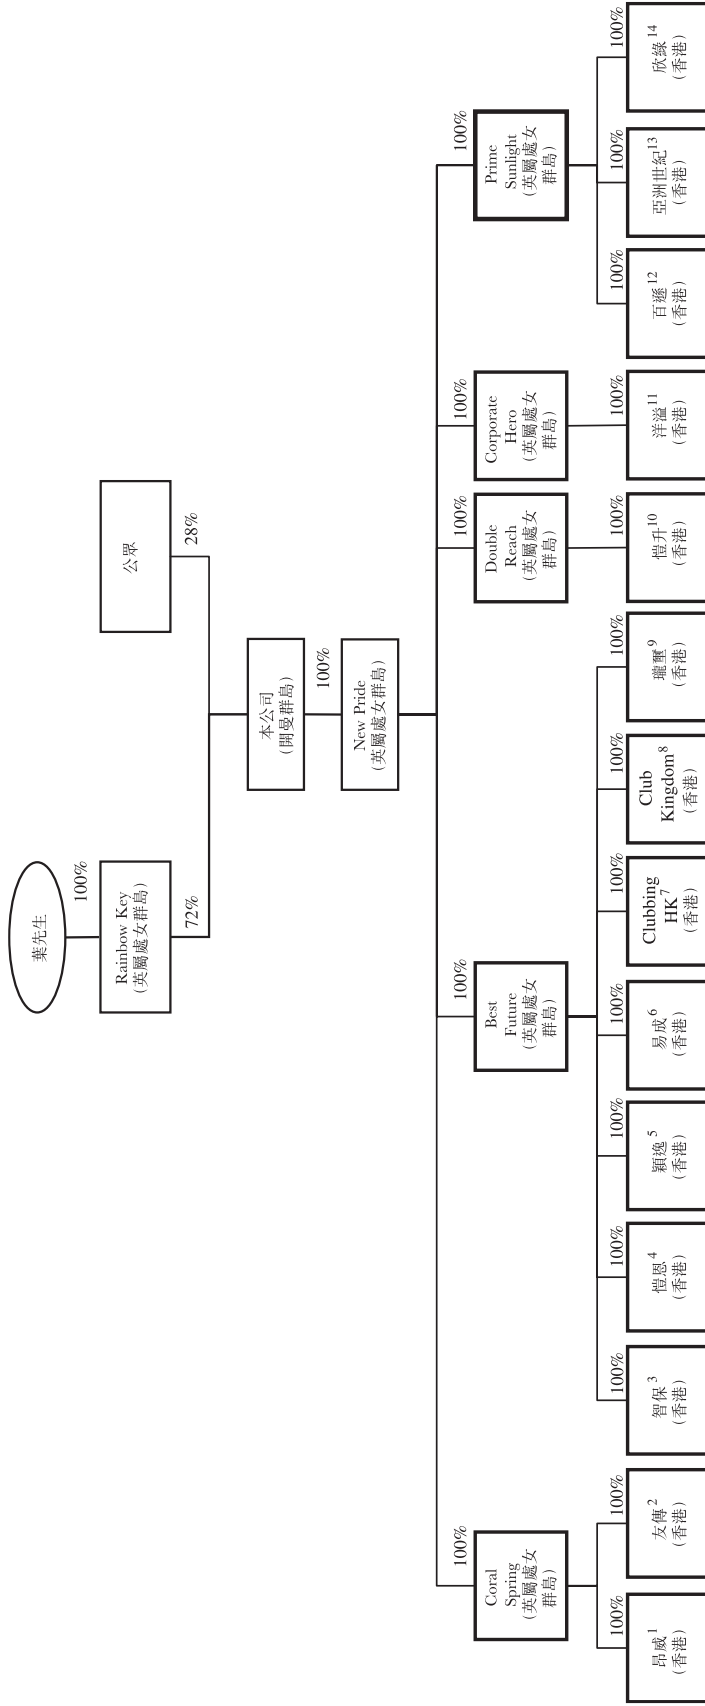 葉先生
100%
Rainbow Key
(英屬處女群島)
公眾
72%
28%
本公司
(開曼群島)
100%
New Pride
(英屬處女群島)
100%
Coral
Spring
(英屬處女
群島)
100%
Best
Future
(英屬處女
群島)
100%
Double
Reach
(英屬處女
群島)
100%
Corporate
Hero
(英屬處女
群島)
100%
Prime
Sunlight
(英屬處女
群島)
100%
昂威1
(香港)
100%
友傳2
(香港)
100%
智保3
(香港)
100%
愷恩4
(香港)
100%
穎逸5
(香港)
100%
易成6
(香港)
100%
Clubbing
HK7
(香港)
100%
Club
Kingdom8
(香港)
100%
瓏璽9
(香港)
100%
愷升10
(香港)
100%
洋溢11
(香港)
100%
百遜12
(香港)
100%
亞洲世紀13
(香港)
100%
欣綠14
(香港)